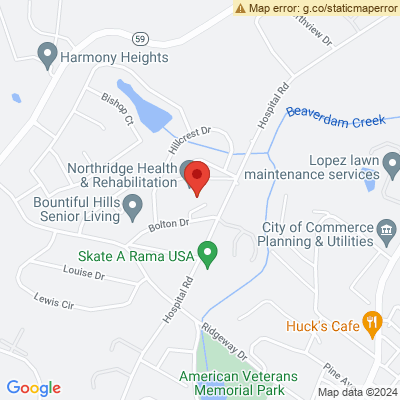 Map error: g.co/staticmaperror
Northview Dr
59
Harmony Heights
Hospital Rd
Bishop Ct
Beaverdam Creek
Hillcrest Dr
Lopez lawn
maintenance services
Northridge Health
& Rehabilitation
Bountiful Hills
Senior Living
Bolton Dr
City of Commerce
Planning & Utilities
Skate A Rama USA
Louise Dr
Lewis Cir
Hospital Rd
Huck's Cafe
Ridgeway Dr
American Veterans
Memorial Park
Pine Av
Google
Map data ©2024